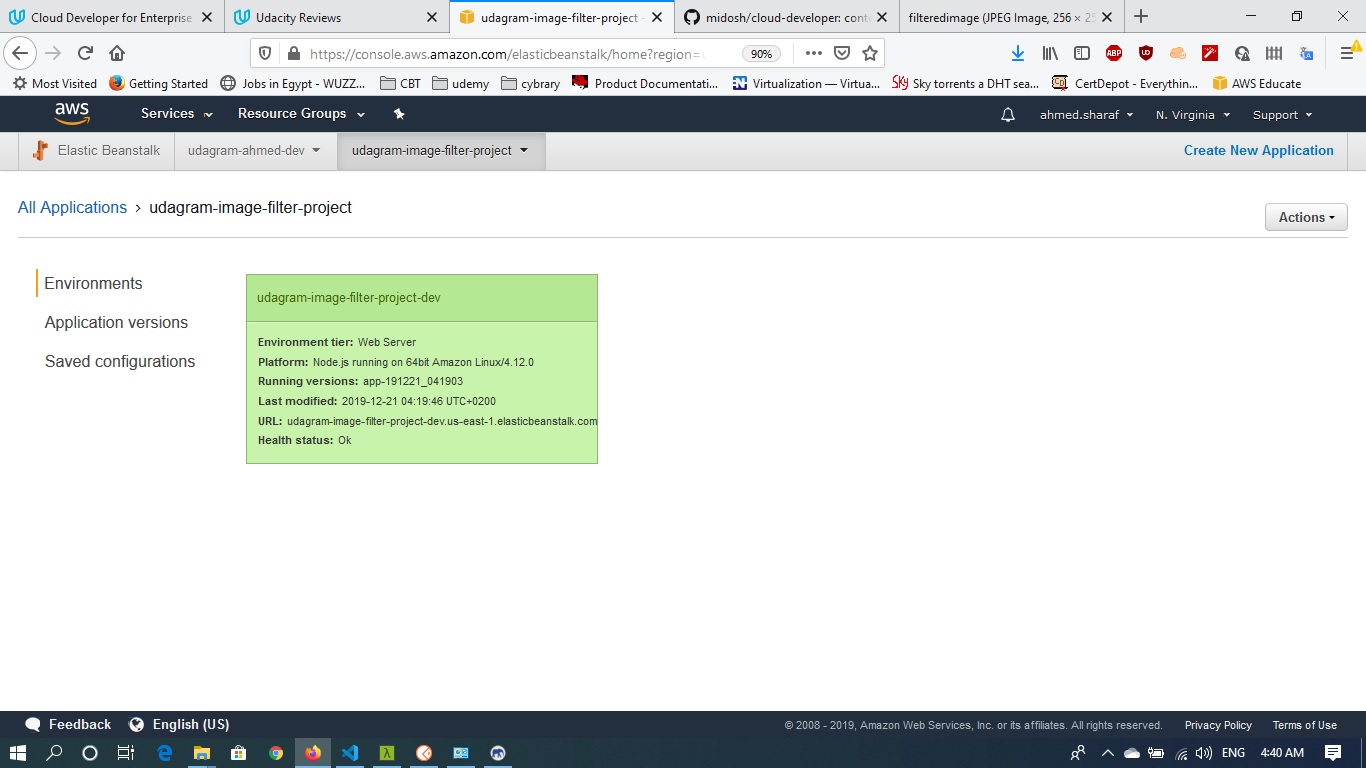 Cloud Developer for Enterprise
Udacity Reviews
udagram-image-filter-project -
midosh/cloud-developer: cont
filteredimage (JPEG Image, 256 × 25
https://console.aws.amazon.com/elasticbeanstalk/home?region=
90%
Most Visited
Getting Started
Jobs in Egypt - WUZZ...
CBT
udemy
cybrary
Product Documentati...
Virtualization — Virtua...
Sky torrents a DHT sea...
CertDepot - Everythin...
AWS Educate
aws
Services
Resource Groups
ahmed.sharaf
N. Virginia
Support
Elastic Beanstalk
udagram-ahmed-dev
udagram-image-filter-project
Create New Application
All Applications › udagram-image-filter-project
Actions
Environments
Application versions
Saved configurations
udagram-image-filter-project-dev
Environment tier: Web Server
Platform: Node.js running on 64bit Amazon Linux/4.12.0
Running versions: app-191221_041903
Last modified: 2019-12-21 04:19:46 UTC+0200
URL: udagram-image-filter-project-dev.us-east-1.elasticbeanstalk.com
Health status: Ok
Feedback
English (US)
© 2008 - 2019, Amazon Web Services, Inc. or its affiliates. All rights reserved.
Privacy Policy
Terms of Use
ENG
4:40 AM